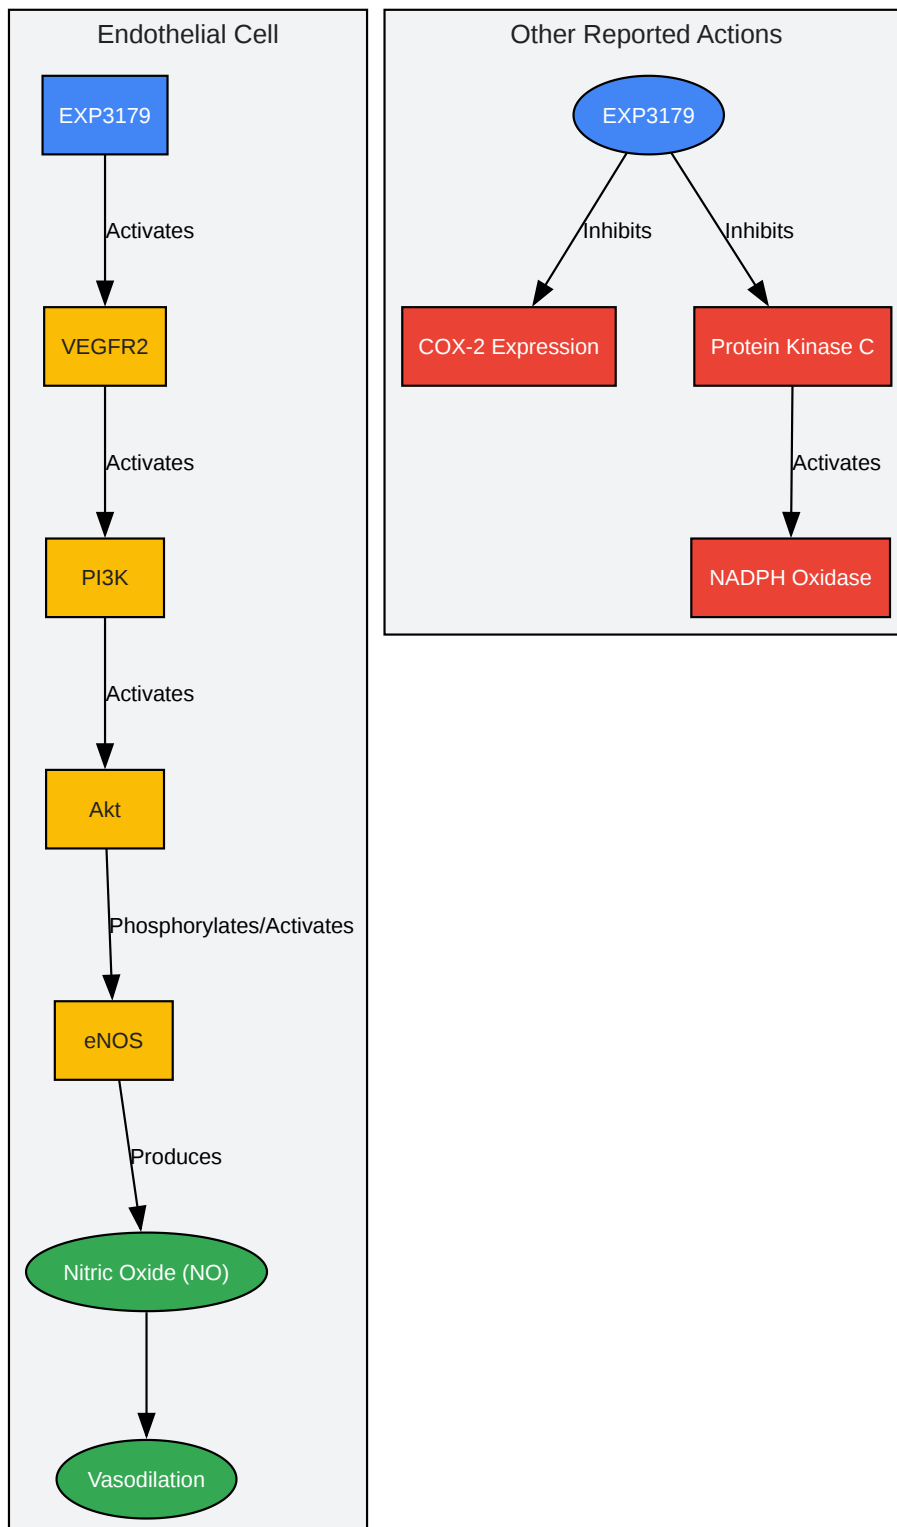 Endothelial Cell
EXP3179
Activates
VEGFR2
Activates
PI3K
Activates
Akt
Phosphorylates/Activates
eNOS
Produces
Nitric Oxide (NO)
Vasodilation
Other Reported Actions
EXP3179
Inhibits
Inhibits
COX-2 Expression
Protein Kinase C
Activates
NADPH Oxidase